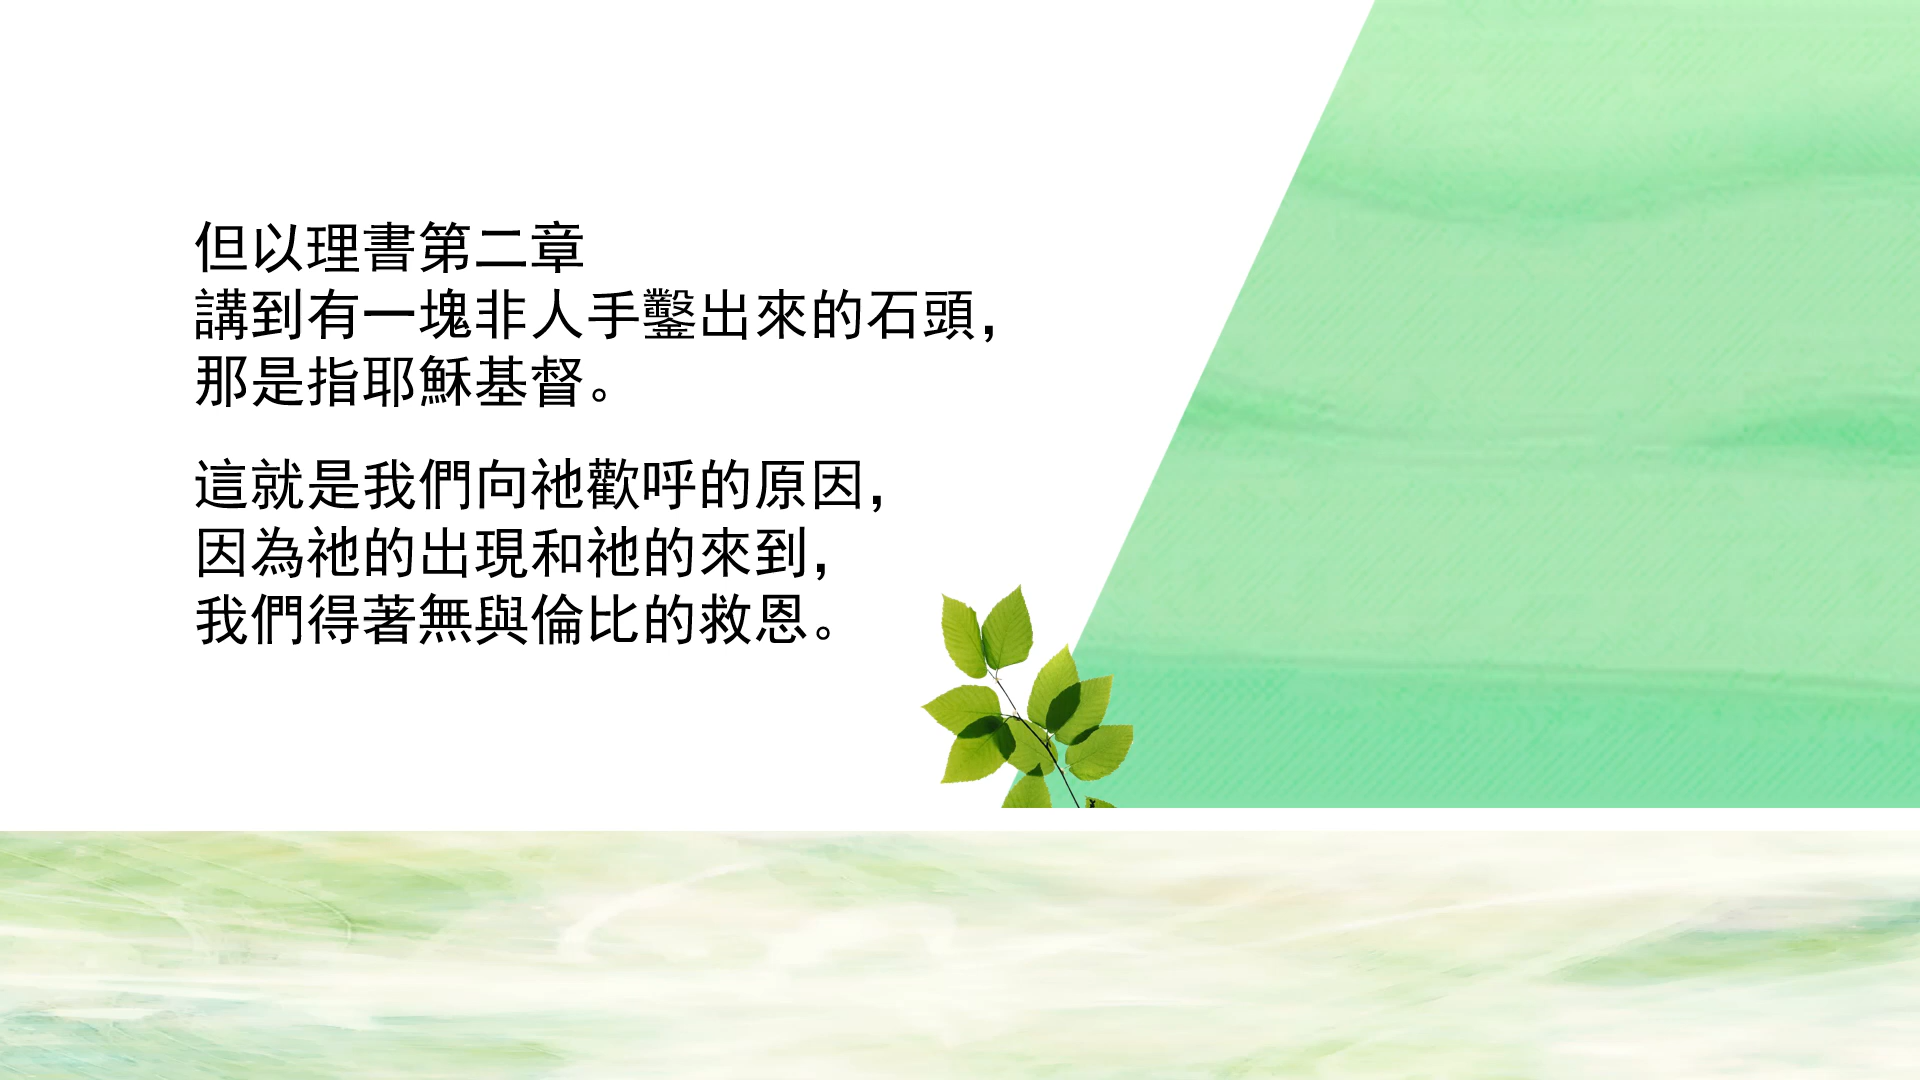 但以理書第二章
講到有一塊非人手鑿出來的石頭，
那是指耶穌基督。
這就是我們向祂歡呼的原因，
因為祂的出現和祂的來到，
我們得著無與倫比的救恩。